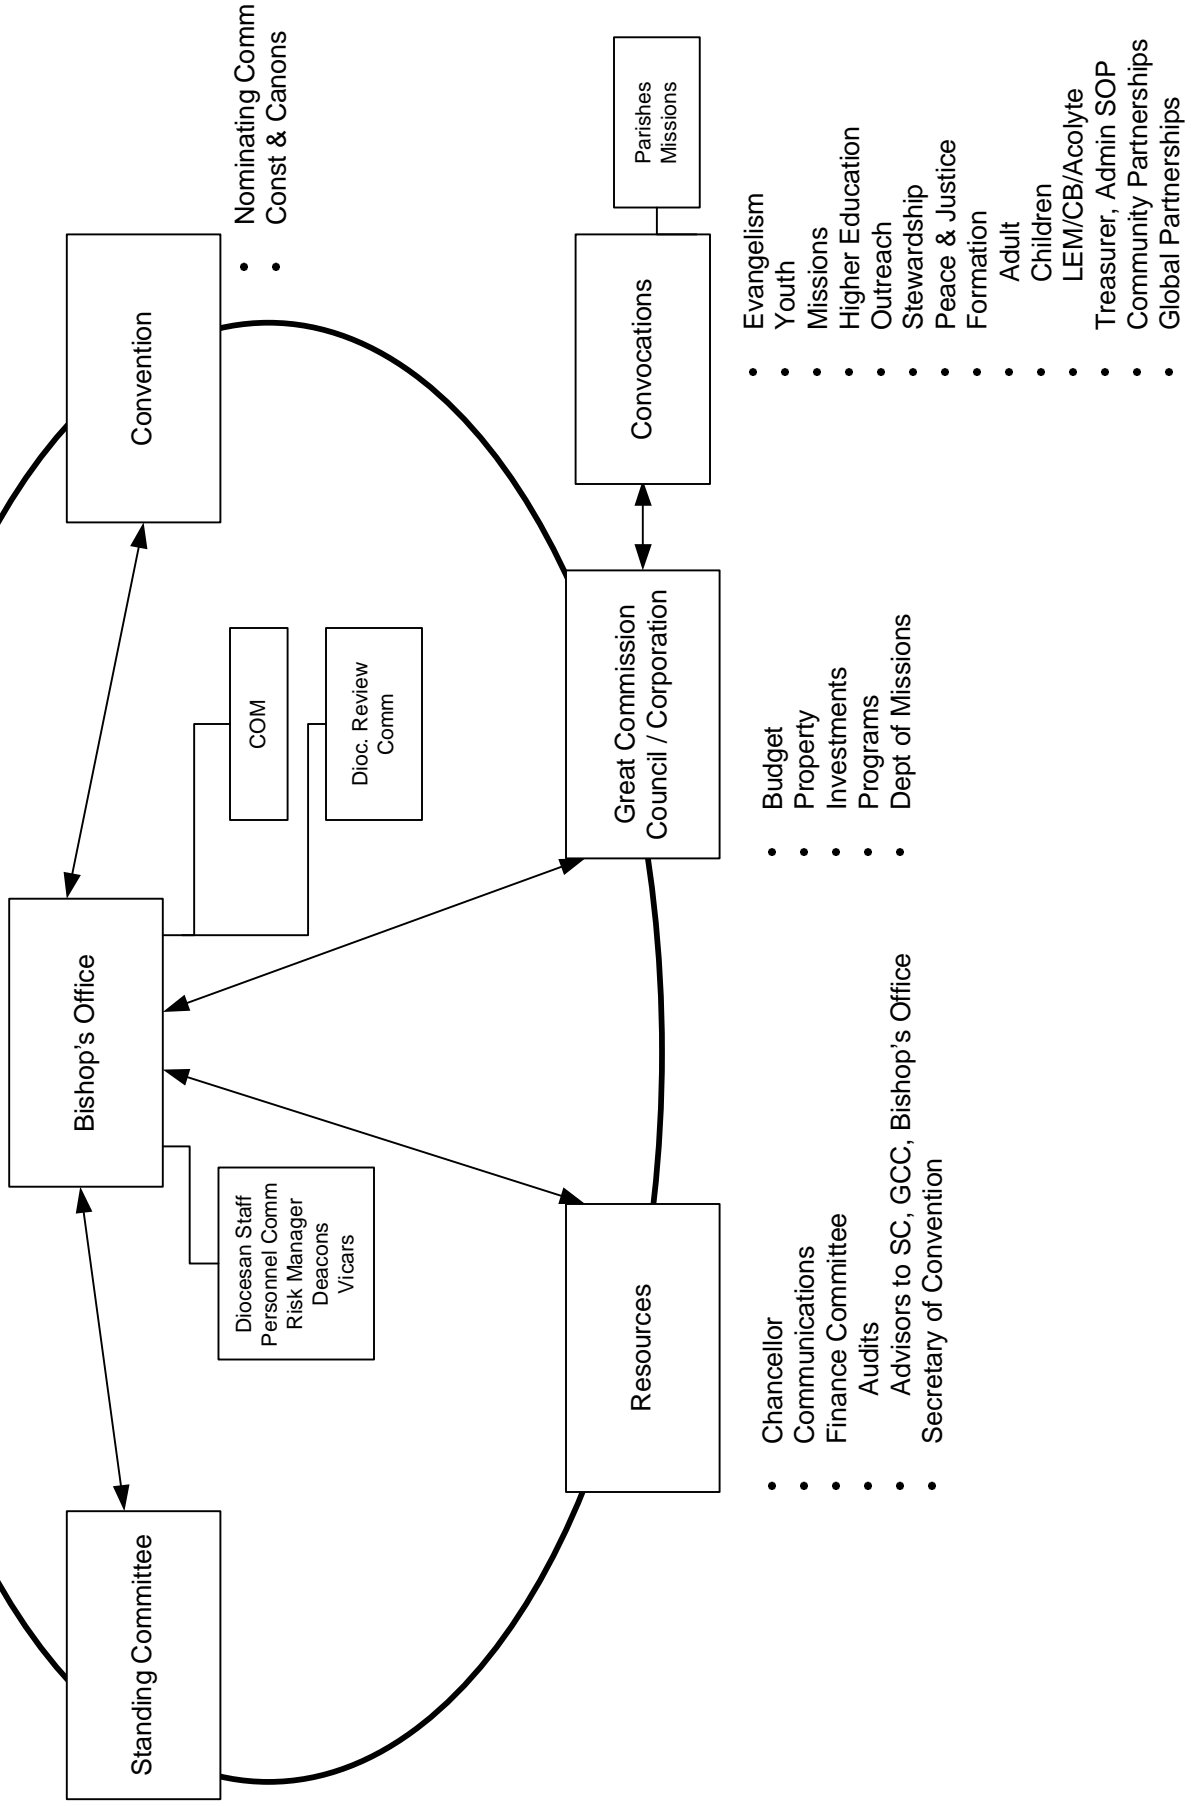 Bishop's Office
Standing Committee
Convention
• Nominating Comm
• Const & Canons
Diocesan Staff
Personnel Comm
Risk Manager
Deacons
Vicars
COM
Dioc. Review
Comm
Resources
Great Commission
Council / Corporation
Convocations
Parishes
Missions
• Chancellor
• Communications
• Finance Committee
• Audits
• Advisors to SC, GCC, Bishop's Office
• Secretary of Convention
• Budget
• Property
• Investments
• Programs
• Dept of Missions
• Evangelism
• Youth
• Missions
• Higher Education
• Outreach
• Stewardship
• Peace & Justice
• Formation
• Adult
• Children
• LEM/CB/Acolyte
• Treasurer, Admin SOP
• Community Partnerships
• Global Partnerships